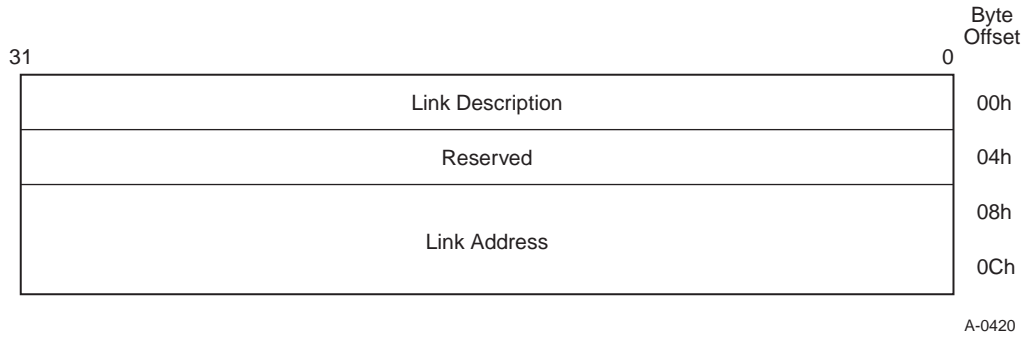 Byte
Offset
31 0
Link Description 00h
Reserved 04h
08h
Link Address
0Ch
A-0420